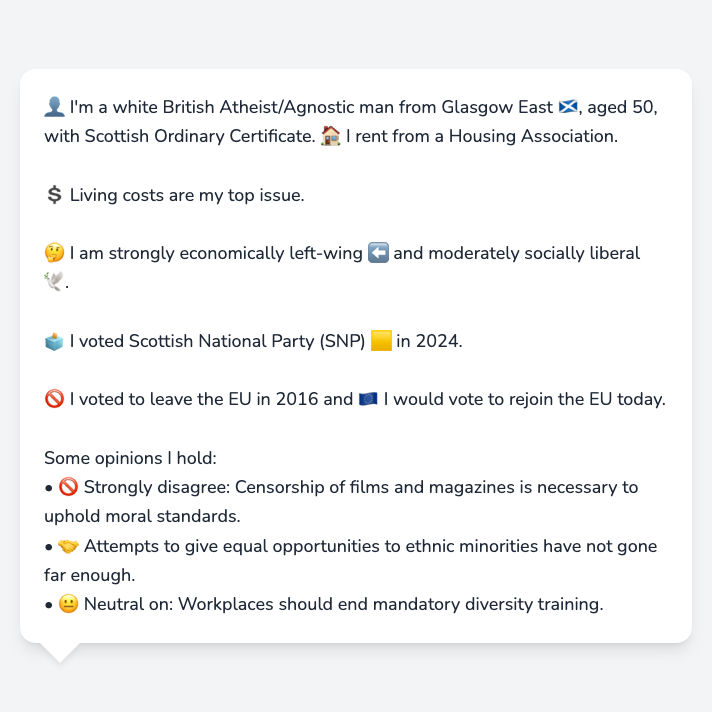 👤 I'm a white British Atheist/Agnostic man from Glasgow East 🏴󠁧󠁢󠁳󠁣󠁴󠁿, aged 50,
with Scottish Ordinary Certificate. 🏠 I rent from a Housing Association.
💲 Living costs are my top issue.
🤔 I am strongly economically left-wing ⬅️ and moderately socially liberal
🕊️.
🗳️ I voted Scottish National Party (SNP) 🟨 in 2024.
🚫 I voted to leave the EU in 2016 and 🇪🇺 I would vote to rejoin the EU today.
Some opinions I hold:
• 🚫 Strongly disagree: Censorship of films and magazines is necessary to
uphold moral standards.
• 🤝 Attempts to give equal opportunities to ethnic minorities have not gone
far enough.
• 😐 Neutral on: Workplaces should end mandatory diversity training.